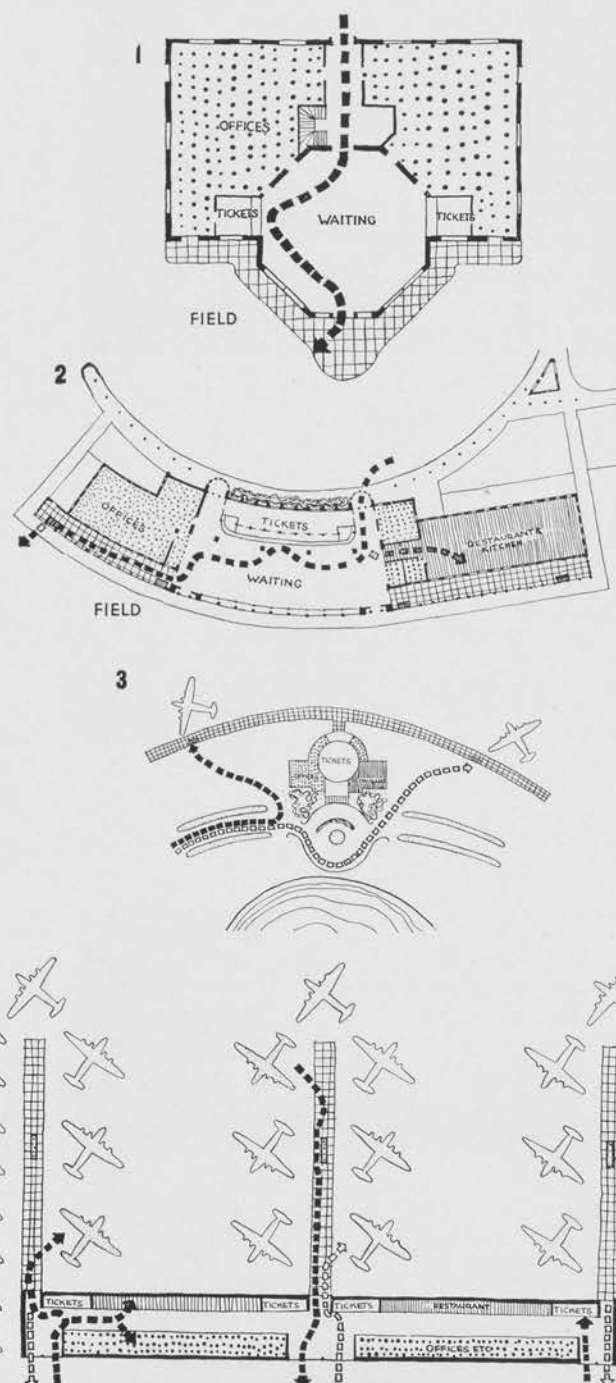 1
OFFICES
TICKETS
WAITING
TICKETS
FIELD
2
OFFICES
TICKETS
WAITING
RESTAURANT &
KITCHEN
FIELD
3
TICKETS
TICKETS
TICKETS
TICKETS
RESTAURANT
TICKETS
OFFICES ETC